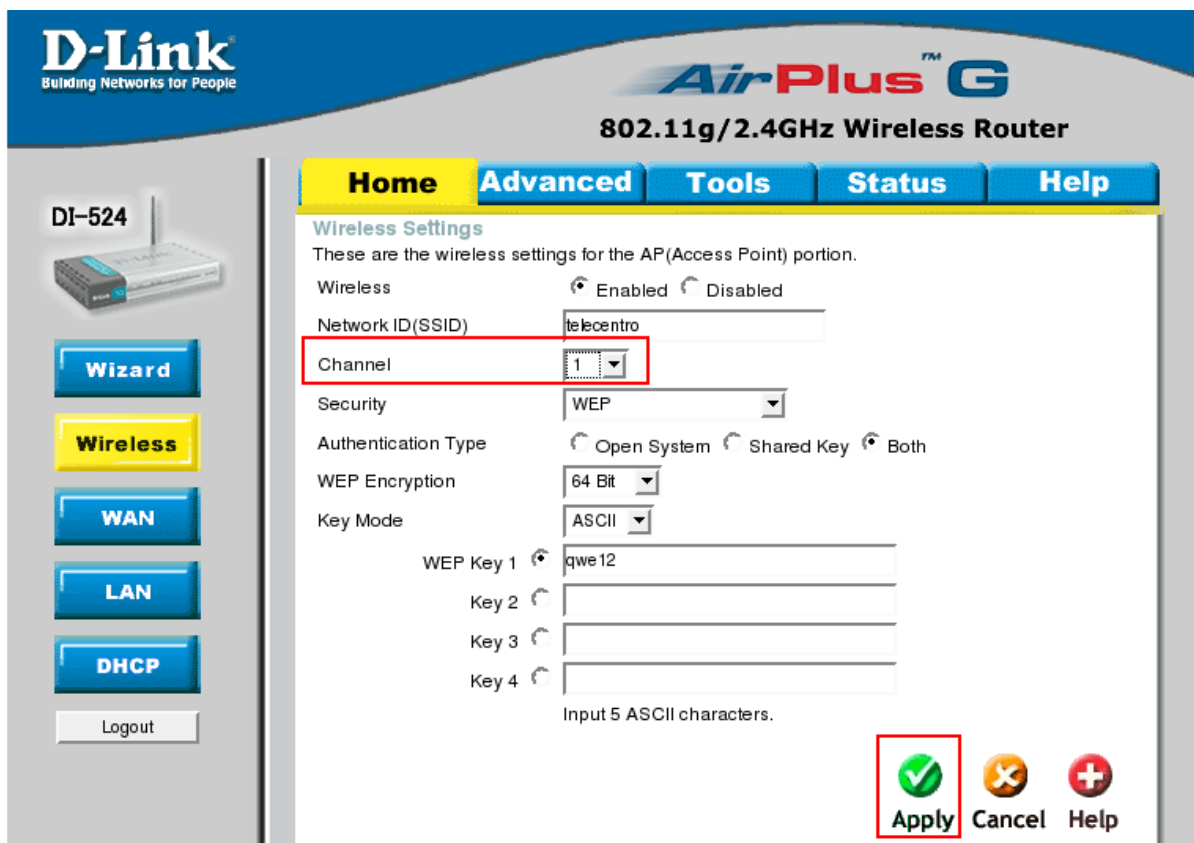 D-Link
Building Networks for People
AirPlus G
TM
802.11g/2.4GHz Wireless Router
DI-524
Home Advanced Tools Status Help
Wizard
Wireless
WAN
LAN
DHCP
Logout
Wireless Settings
These are the wireless settings for the AP(Access Point) portion.
Wireless Enabled Disabled
Network ID(SSID) telecentro
Channel 1
Security WEP
Authentication Type Open System Shared Key Both
WEP Encryption 64 Bit
Key Mode ASCII
WEP Key 1 qwe12
Key 2
Key 3
Key 4
Input 5 ASCII characters.
Apply Cancel Help